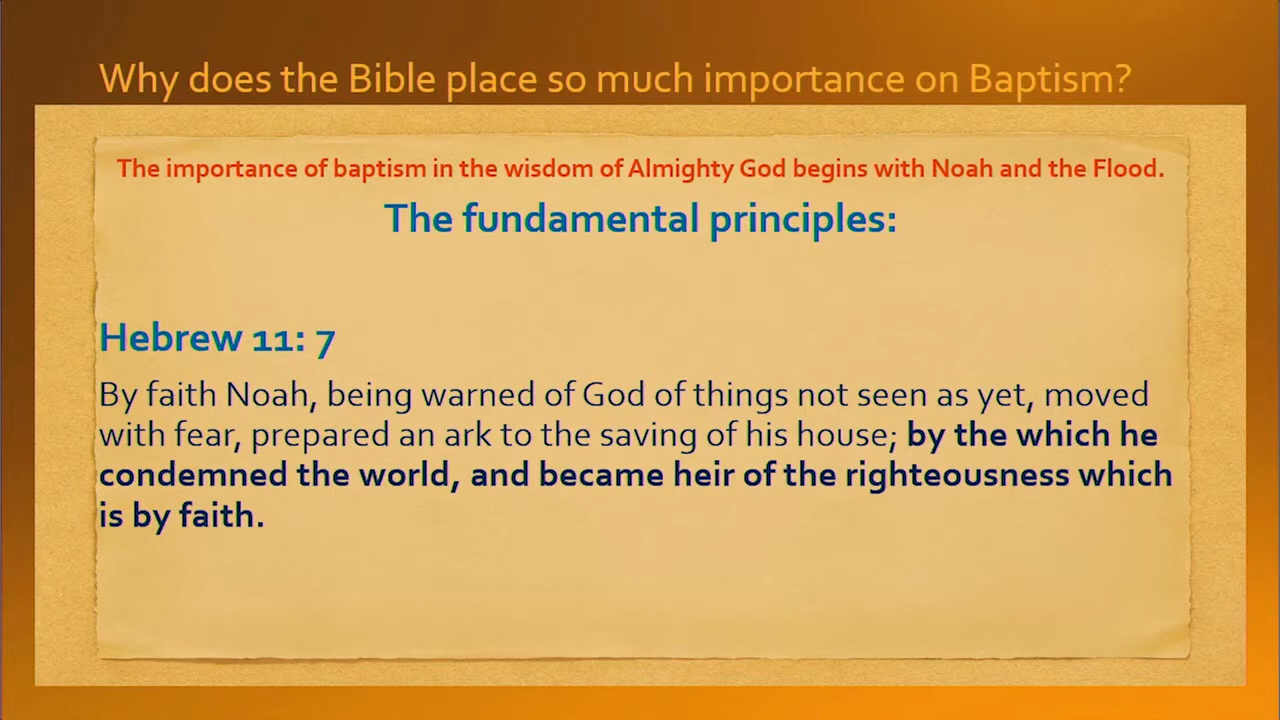 Why does the Bible place so much importance on Baptism?
The importance of baptism in the wisdom of Almighty God begins with Noah and the Flood.
The fundamental principles:
Hebrew 11: 7
By faith Noah, being warned of God of things not seen as yet, moved
with fear, prepared an ark to the saving of his house; by the which he
condemned the world, and became heir of the righteousness which
is by faith.